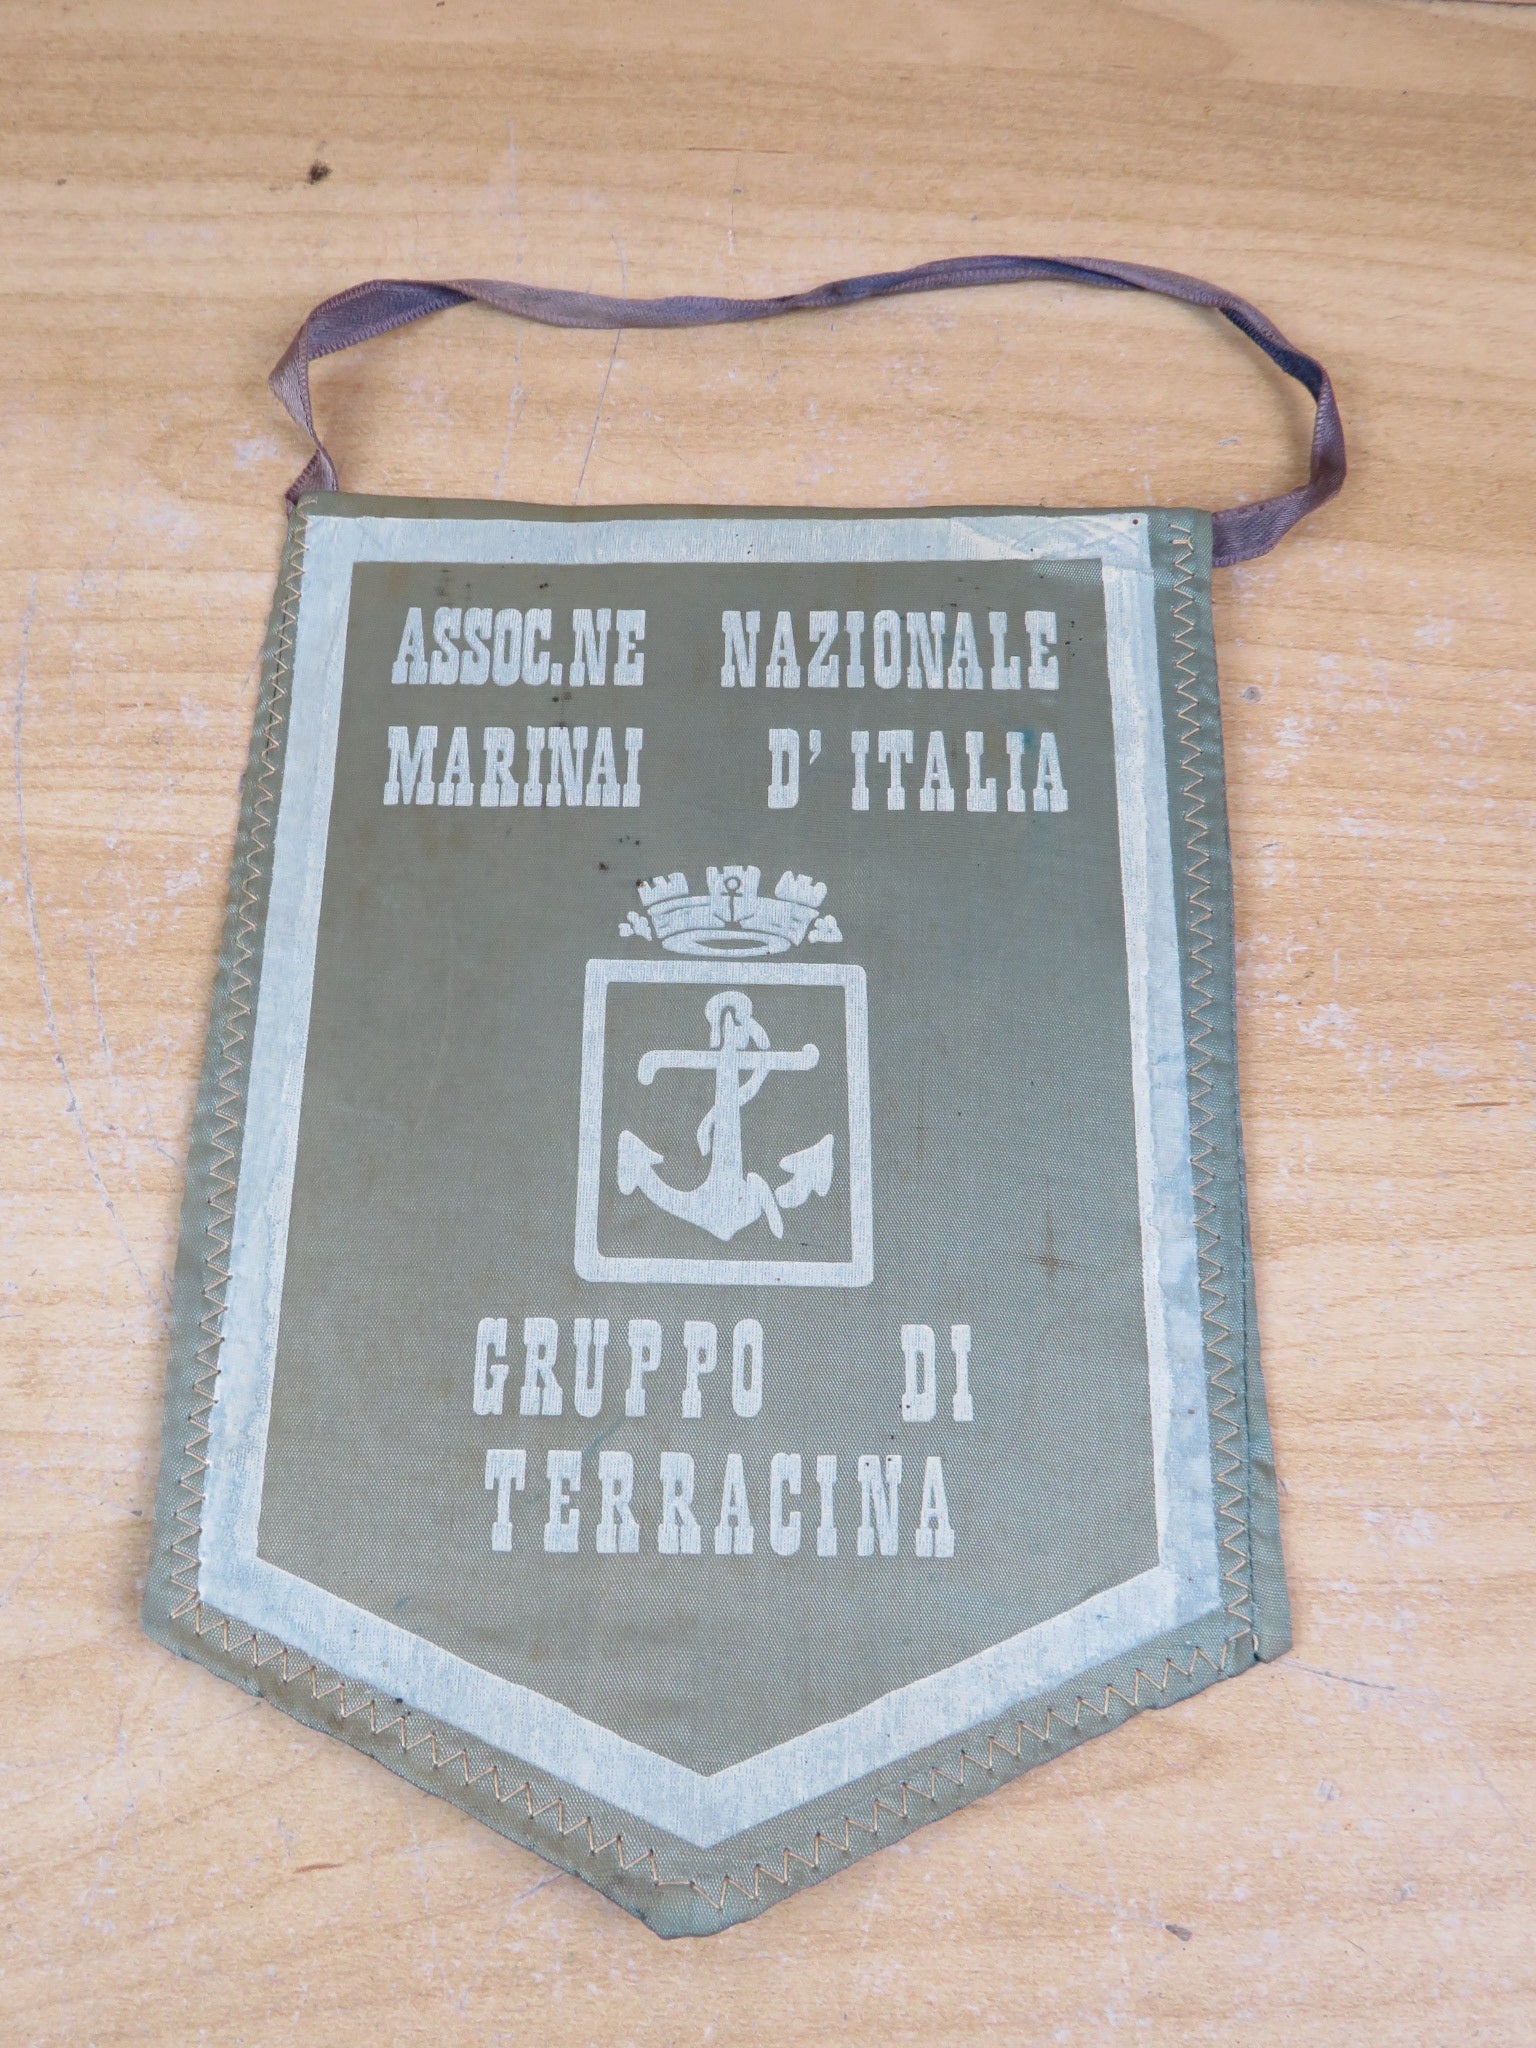 ASSOC.NE NAZIONALE
MARINAI D'ITALIA
GRUPPO DI
TERRACINA